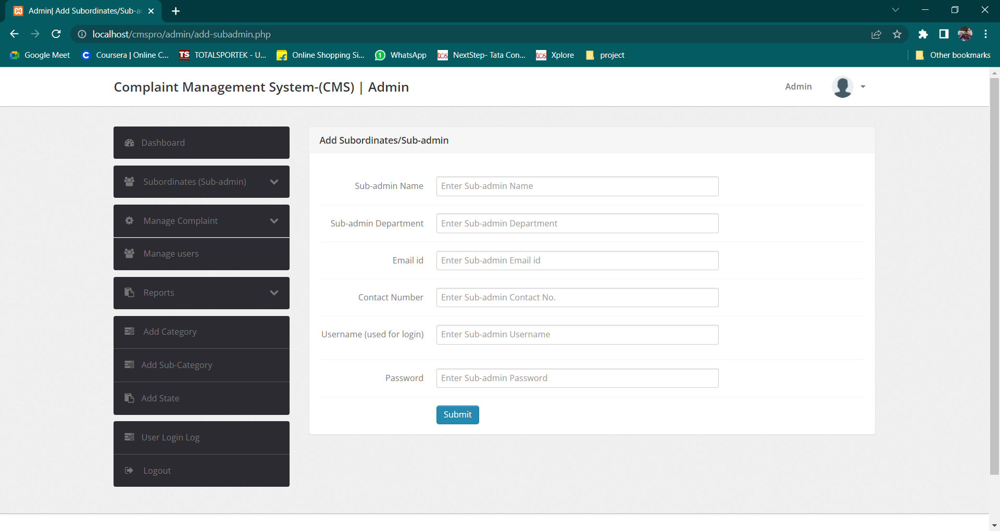 Admin| Add Subordinates/Sub-a
localhost/cmspro/admin/add-subadmin.php
Google Meet
Coursera | Online C...
TS
TOTALSPORTEK - U...
Online Shopping Si...
1
WhatsApp
tcs
NextStep- Tata Con...
tcs
Xplore
project
Other bookmarks
Complaint Management System-(CMS) | Admin
Admin
Dashboard
Subordinates (Sub-admin)
Manage Complaint
Manage users
Reports
Add Category
Add Sub-Category
Add State
User Login Log
Logout
Add Subordinates/Sub-admin
Sub-admin Name
Enter Sub-admin Name
Sub-admin Department
Enter Sub-admin Department
Email id
Enter Sub-admin Email id
Contact Number
Enter Sub-admin Contact No.
Username (used for login)
Enter Sub-admin Username
Password
Enter Sub-admin Password
Submit